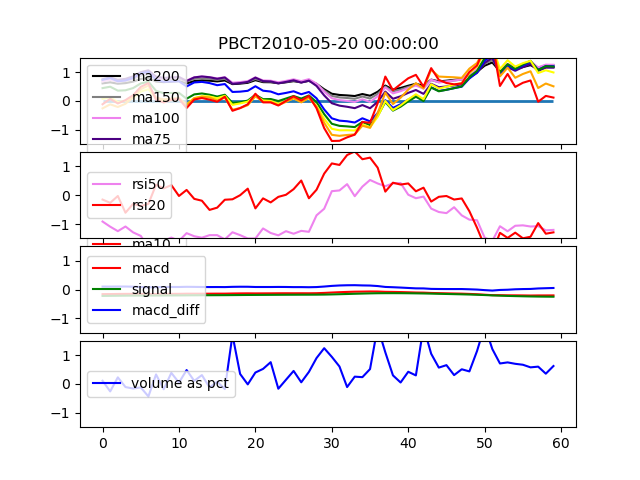 PBCT2010-05-20 00:00:00
1
0
−1
ma200
ma150
ma100
ma75
1
0
−1
rsi50
rsi20
ma10
1
0
−1
macd
signal
macd_diff
1
0
−1
volume as pct
0 10 20 30 40 50 60